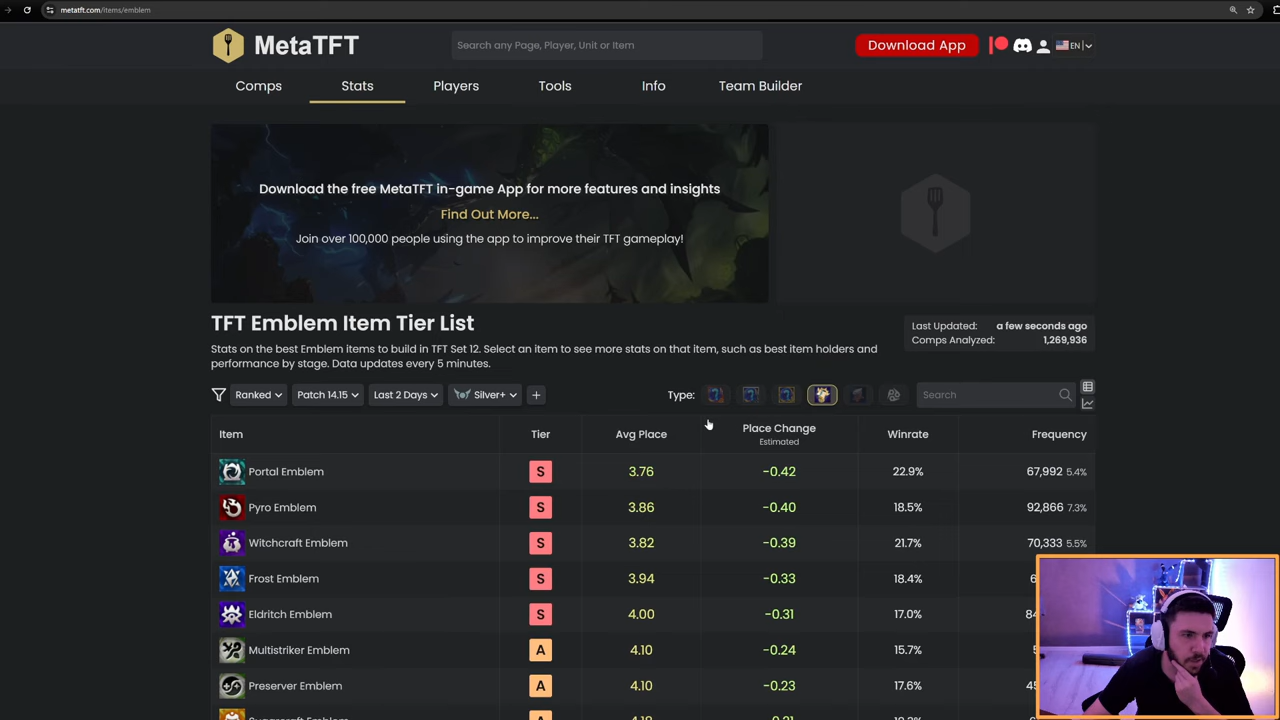 metatft.com/items/emblem
MetaTFT
Search any Page, Player, Unit or Item
Download App
EN
Comps Stats Players Tools Info Team Builder
Download the free MetaTFT in-game App for more features and insights
Find Out More...
Join over 100,000 people using the app to improve their TFT gameplay!
TFT Emblem Item Tier List
Last Updated: a few seconds ago
Comps Analyzed: 1,269,936
Stats on the best Emblem items to build in TFT Set 12. Select an item to see more stats on that item, such as best item holders and
performance by stage. Data updates every 5 minutes.
Ranked Patch 14.15 Last 2 Days Silver+ + Type: Search
Item Tier Avg Place Place Change Winrate Frequency
Estimated
Portal Emblem S 3.76 -0.42 22.9% 67,992 5.4%
Pyro Emblem S 3.86 -0.40 18.5% 92,866 7.3%
Witchcraft Emblem S 3.82 -0.39 21.7% 70,333 5.5%
Frost Emblem S 3.94 -0.33 18.4%
Eldritch Emblem S 4.00 -0.31 17.0%
Multistriker Emblem A 4.10 -0.24 15.7%
Preserver Emblem A 4.10 -0.23 17.6%